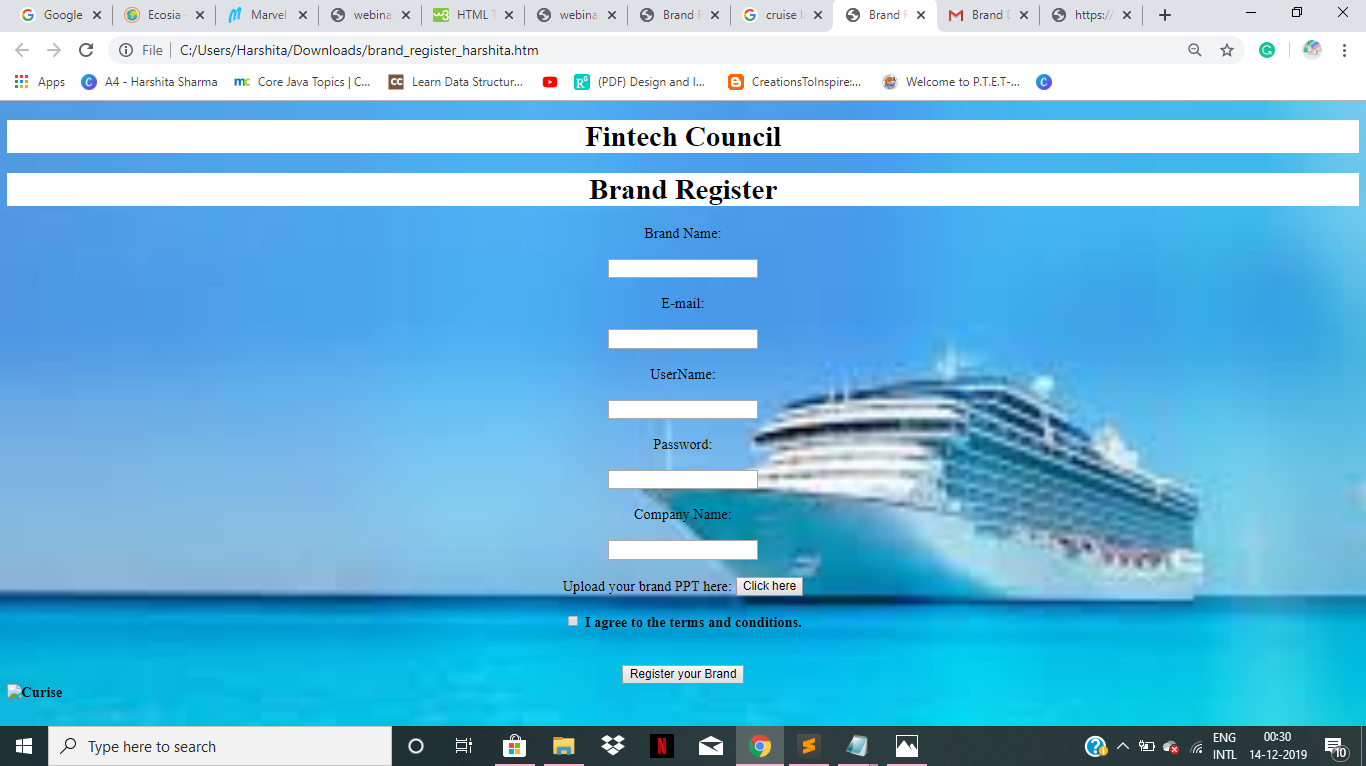 Google
Ecosia -
Marvel
webina
HTML T
webina
Brand R
cruise l
Brand R
Brand D
https://
File
C:/Users/Harshita/Downloads/brand_register_harshita.htm
Apps
A4 - Harshita Sharma
Core Java Topics | C...
Learn Data Structur...
(PDF) Design and I...
CreationsToInspire:...
Welcome to P.T.E.T-...
Fintech Council
Brand Register
Brand Name:
E-mail:
UserName:
Password:
Company Name:
Upload your brand PPT here: Click here
I agree to the terms and conditions.
Register your Brand
Curise
Type here to search
ENG
INTL
00:30
14-12-2019
10